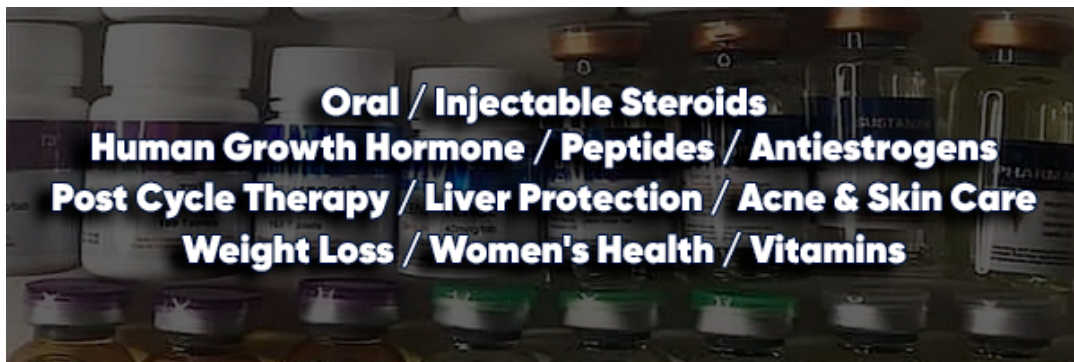 Oral / Injectable Steroids
Human Growth Hormone / Peptides / Antiestrogens
Post Cycle Therapy / Liver Protection / Acne & Skin Care
Weight Loss / Women's Health / Vitamins